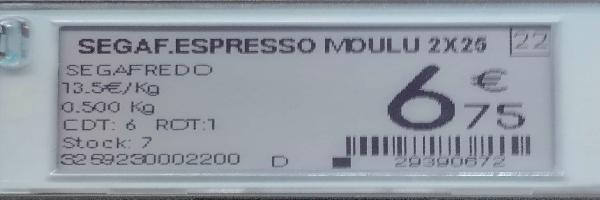 SEGAF.ESPRESSO MOULU 2X25 22
SEGAFREDO
13.5€/Kg
0.500 Kg
CDT: 6 ROT:1
Stock: 7
3259230002200 D
6€75
29390672